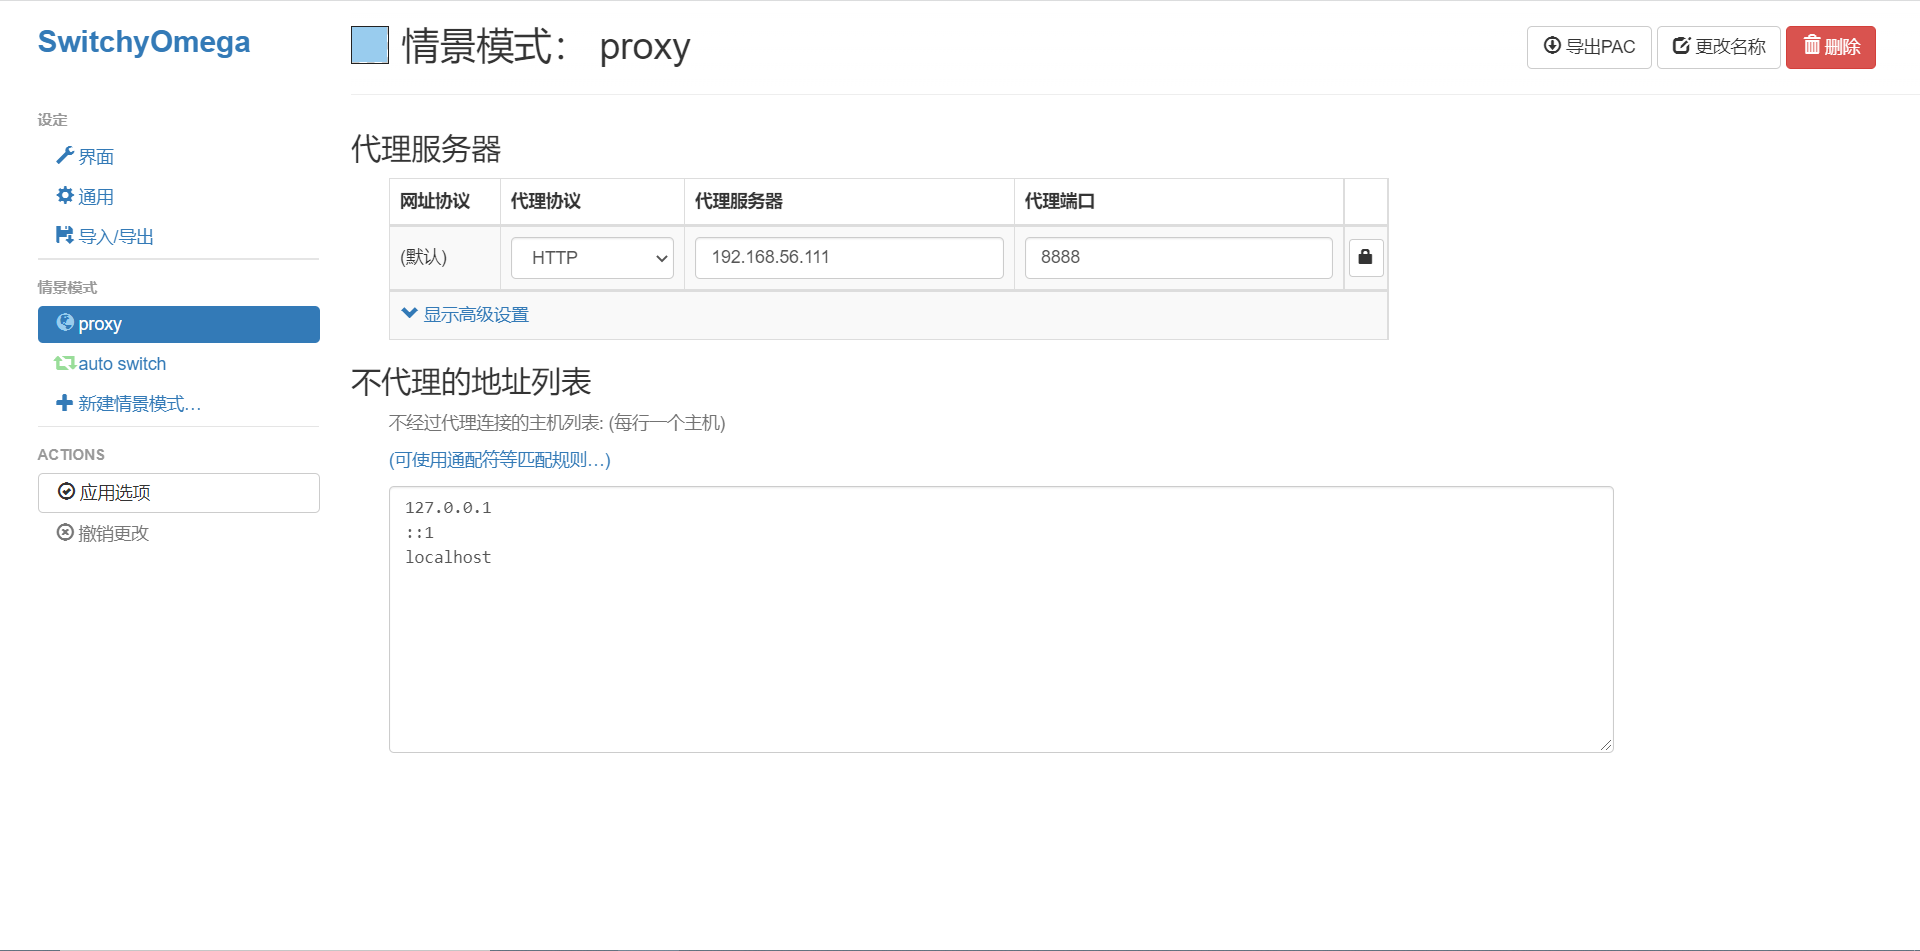 SwitchyOmega
设定
界面
通用
导入/导出
情景模式
proxy
auto switch
新建情景模式…
ACTIONS
应用选项
撤销更改
情景模式： proxy
导出PAC 更改名称 删除
代理服务器
网址协议 代理协议 代理服务器 代理端口
(默认) HTTP 192.168.56.111 8888
显示高级设置
不代理的地址列表
不经过代理连接的主机列表: (每行一个主机)
(可使用通配符等匹配规则…)
127.0.0.1
::1
localhost